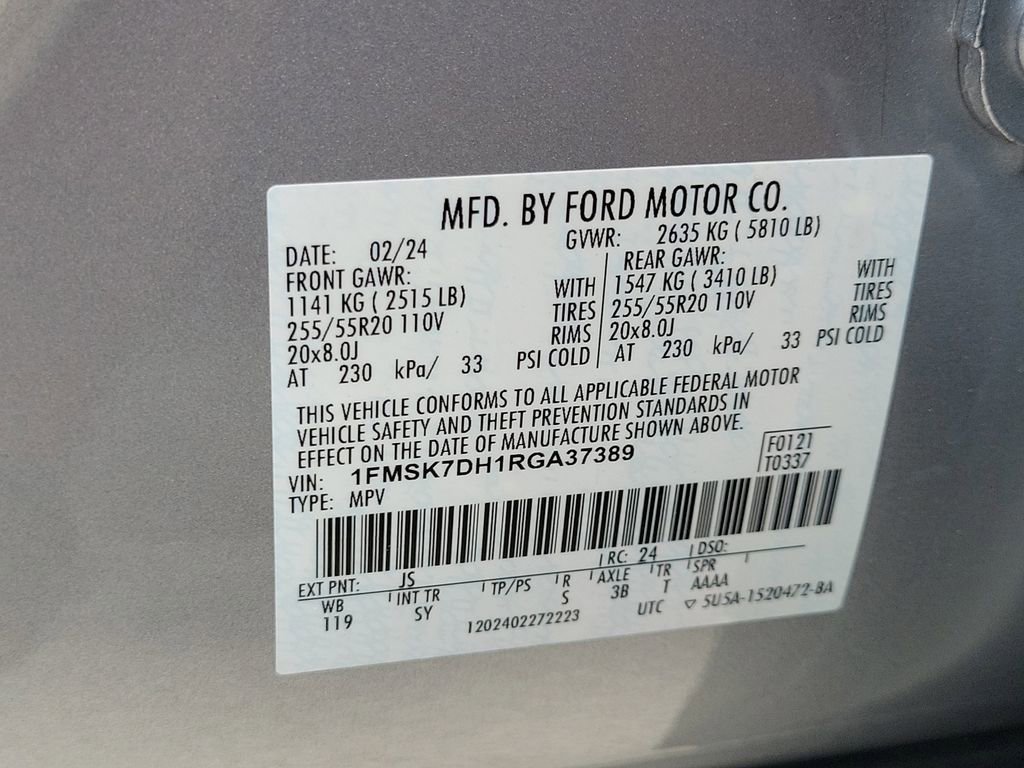 MFD. BY FORD MOTOR CO.
DATE: 02/24 GVWR: 2635 KG ( 5810 LB)
FRONT GAWR: REAR GAWR:
1141 KG ( 2515 LB) WITH 1547 KG ( 3410 LB) WITH
255/55R20 110V TIRES 255/55R20 110V TIRES
20x8.0J RIMS 20x8.0J RIMS
AT 230 kPa/ 33 PSI COLD AT 230 kPa/ 33 PSI COLD
THIS VEHICLE CONFORMS TO ALL APPLICABLE FEDERAL MOTOR
VEHICLE SAFETY AND THEFT PREVENTION STANDARDS IN
EFFECT ON THE DATE OF MANUFACTURE SHOWN ABOVE.
VIN: 1FMSK7DH1RGA37389 F0121
TYPE: MPV T0337
EXT PNT: JS RC: 24 DSO:
WB INT TR TP/PS R AXLE TR SPR
119 SY S 3B T AAAA
1202402272223 UTC ▽ 5U5A-1520472-BA